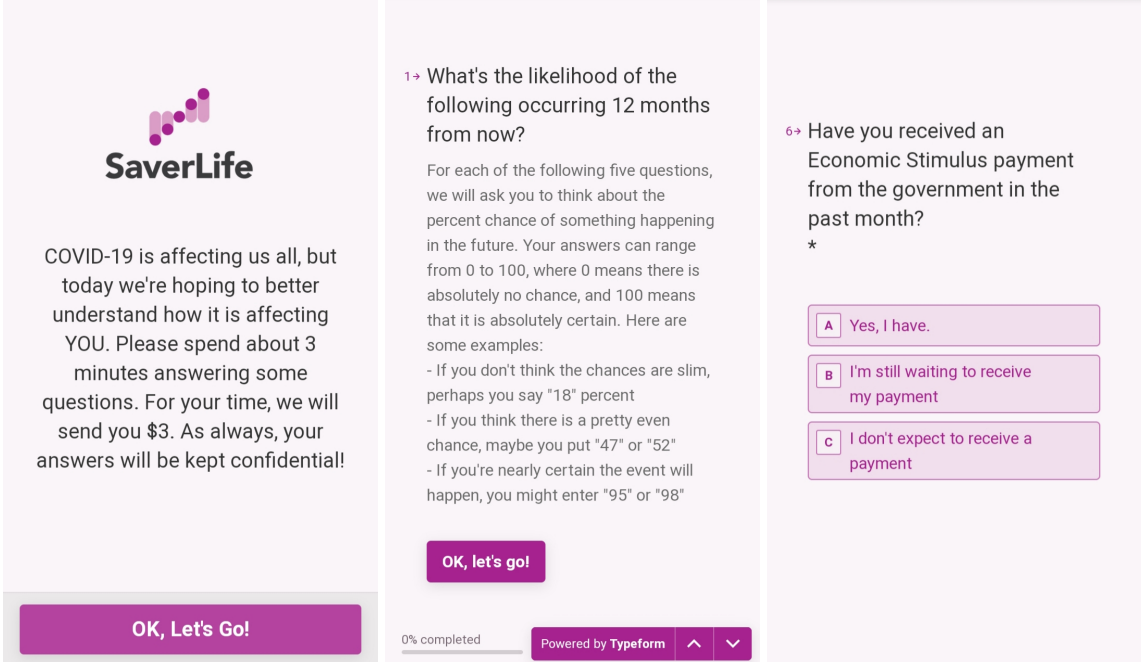 SaverLife
COVID-19 is affecting us all, but
today we're hoping to better
understand how it is affecting
YOU. Please spend about 3
minutes answering some
questions. For your time, we will
send you $3. As always, your
answers will be kept confidential!
OK, Let's Go!
1→ What's the likelihood of the
following occurring 12 months
from now?
For each of the following five questions,
we will ask you to think about the
percent chance of something happening
in the future. Your answers can range
from 0 to 100, where 0 means there is
absolutely no chance, and 100 means
that it is absolutely certain. Here are
some examples:
- If you don't think the chances are slim,
perhaps you say "18" percent
- If you think there is a pretty even
chance, maybe you put "47" or "52"
- If you're nearly certain the event will
happen, you might enter "95" or "98"
OK, let's go!
0% completed
Powered by Typeform
6→ Have you received an
Economic Stimulus payment
from the government in the
past month?
*
A Yes, I have.
B I'm still waiting to receive
my payment
C I don't expect to receive a
payment